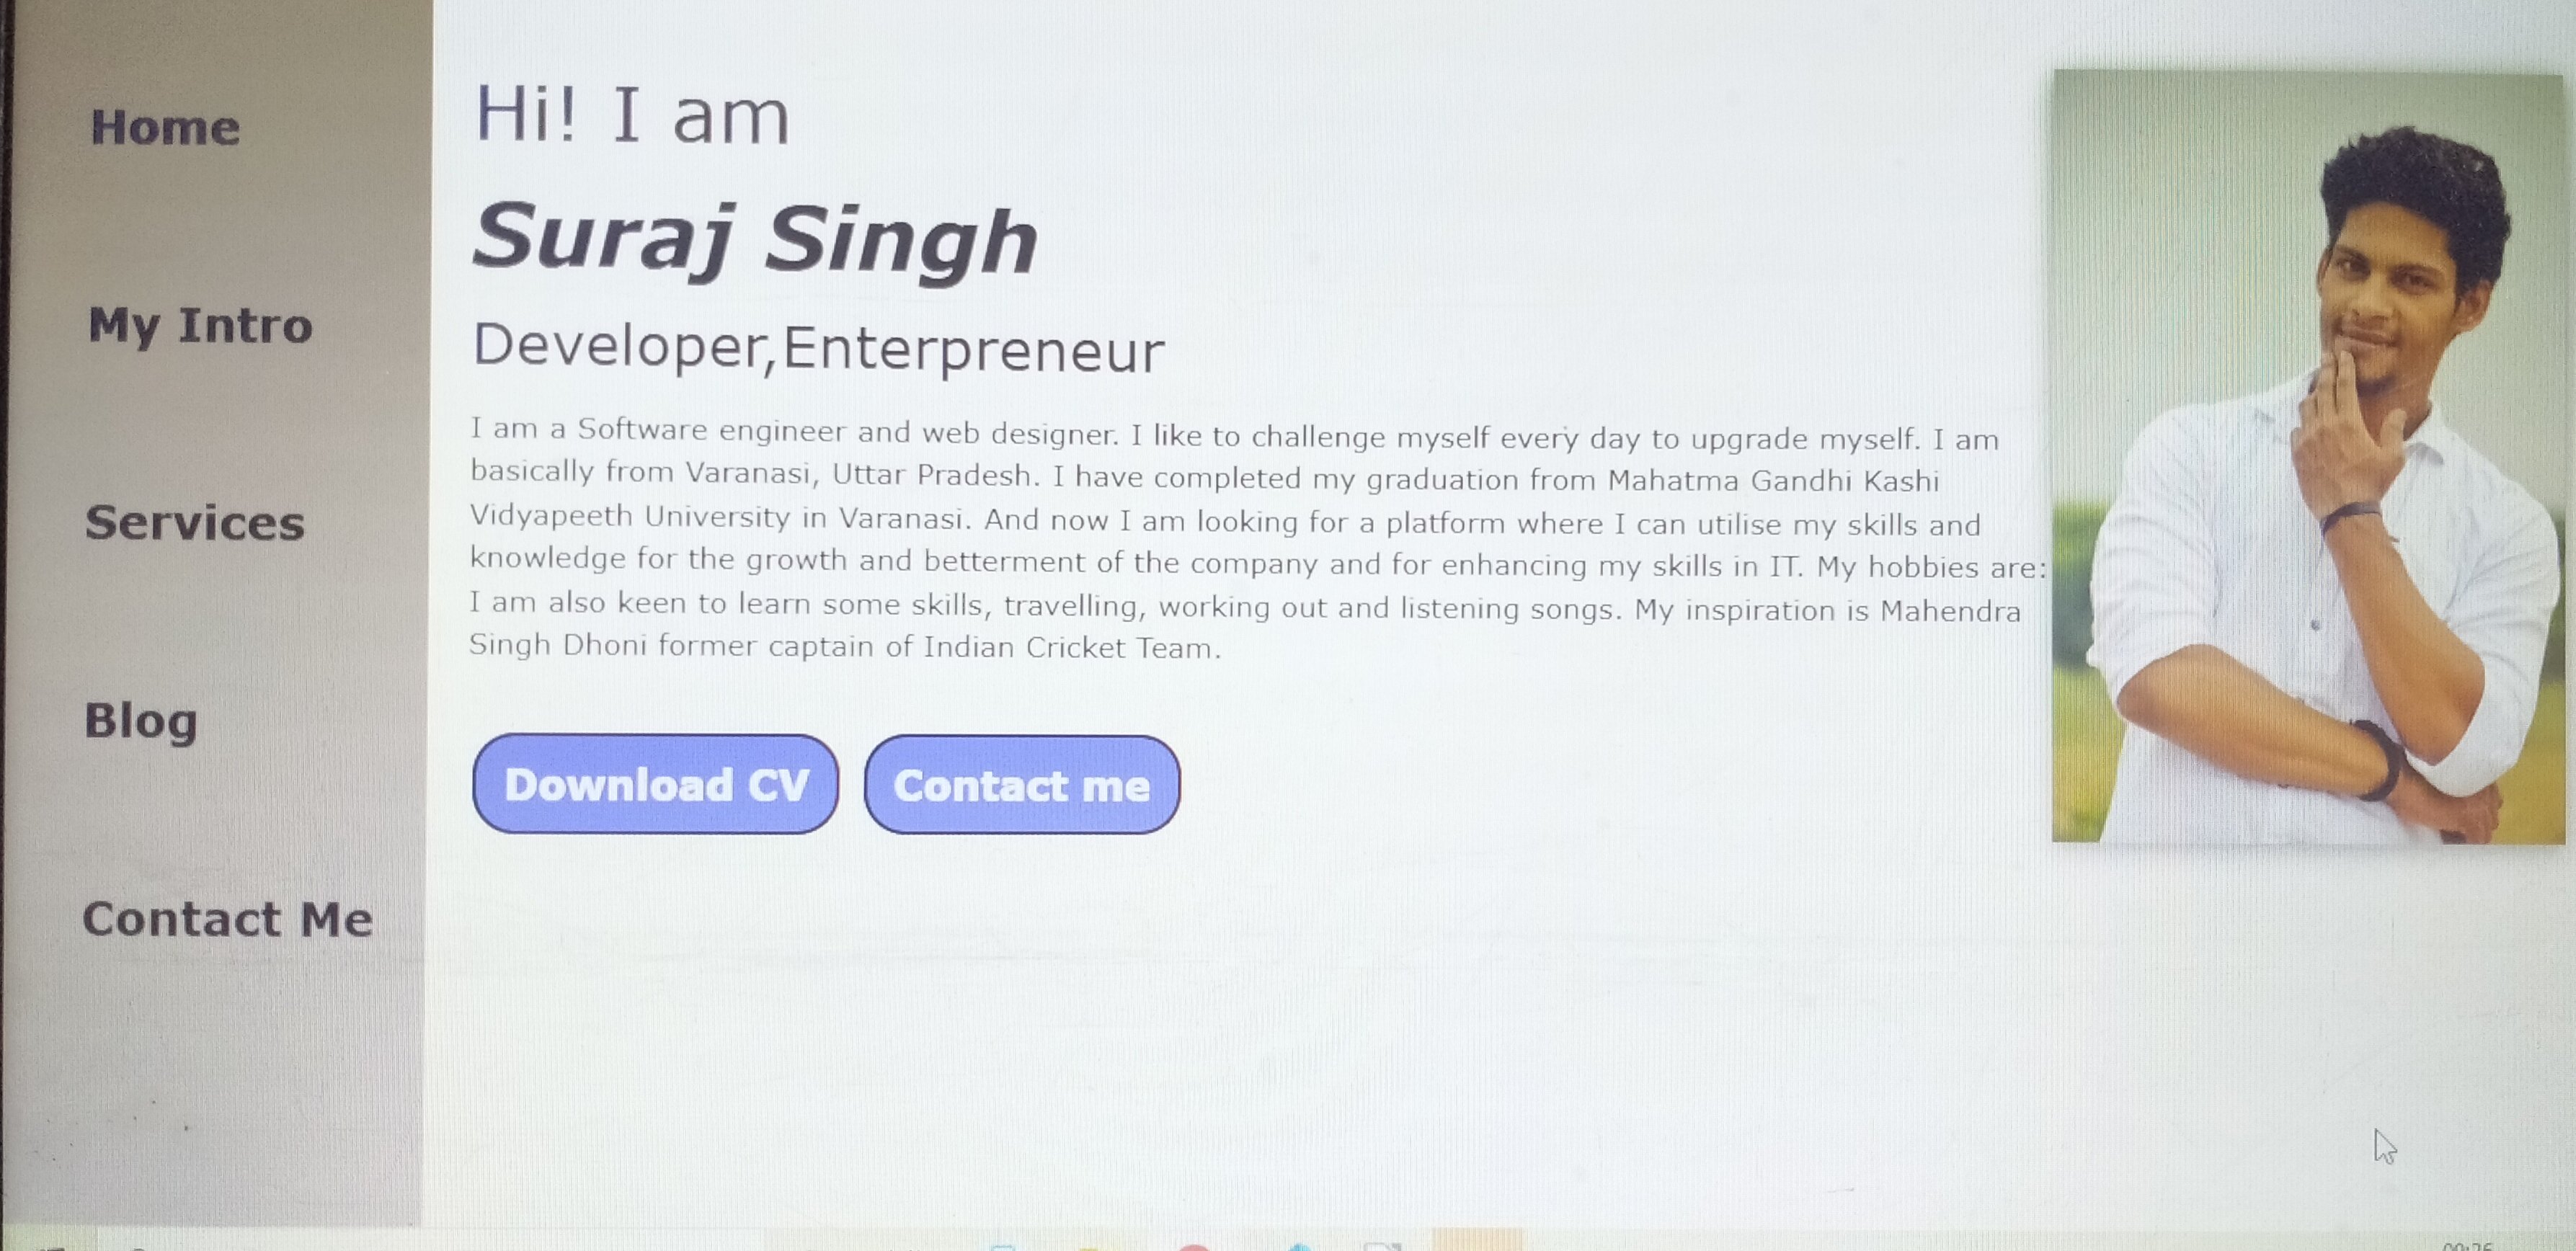 Home
My Intro
Services
Blog
Contact Me
Hi! I am
Suraj Singh
Developer,Enterpreneur
I am a Software engineer and web designer. I like to challenge myself every day to upgrade myself. I am
basically from Varanasi, Uttar Pradesh. I have completed my graduation from Mahatma Gandhi Kashi
Vidyapeeth University in Varanasi. And now I am looking for a platform where I can utilise my skills and
knowledge for the growth and betterment of the company and for enhancing my skills in IT. My hobbies are:
I am also keen to learn some skills, travelling, working out and listening songs. My inspiration is Mahendra
Singh Dhoni former captain of Indian Cricket Team.
Download CV
Contact me